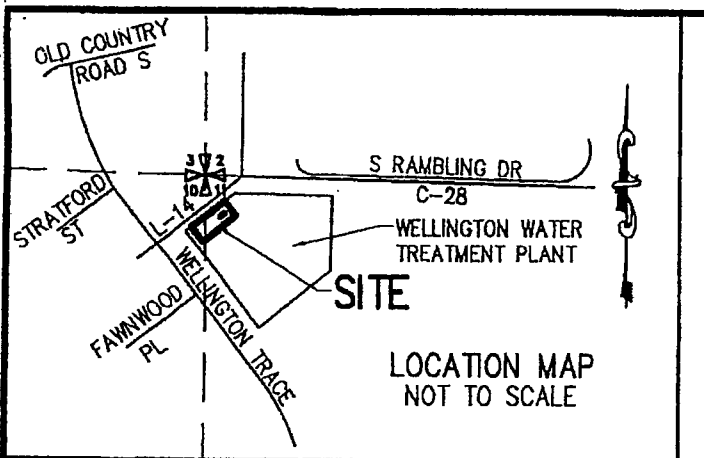 OLD COUNTRY
ROAD S
3 2
10 11
S RAMBLING DR
C-28
STRATFORD
ST
L-14
WELLINGTON WATER
TREATMENT PLANT
SITE
WELLINGTON TRACE
FAWNWOOD
PL
LOCATION MAP
NOT TO SCALE